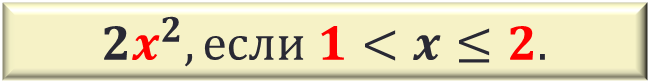 2x², если 1 < x ≤ 2.